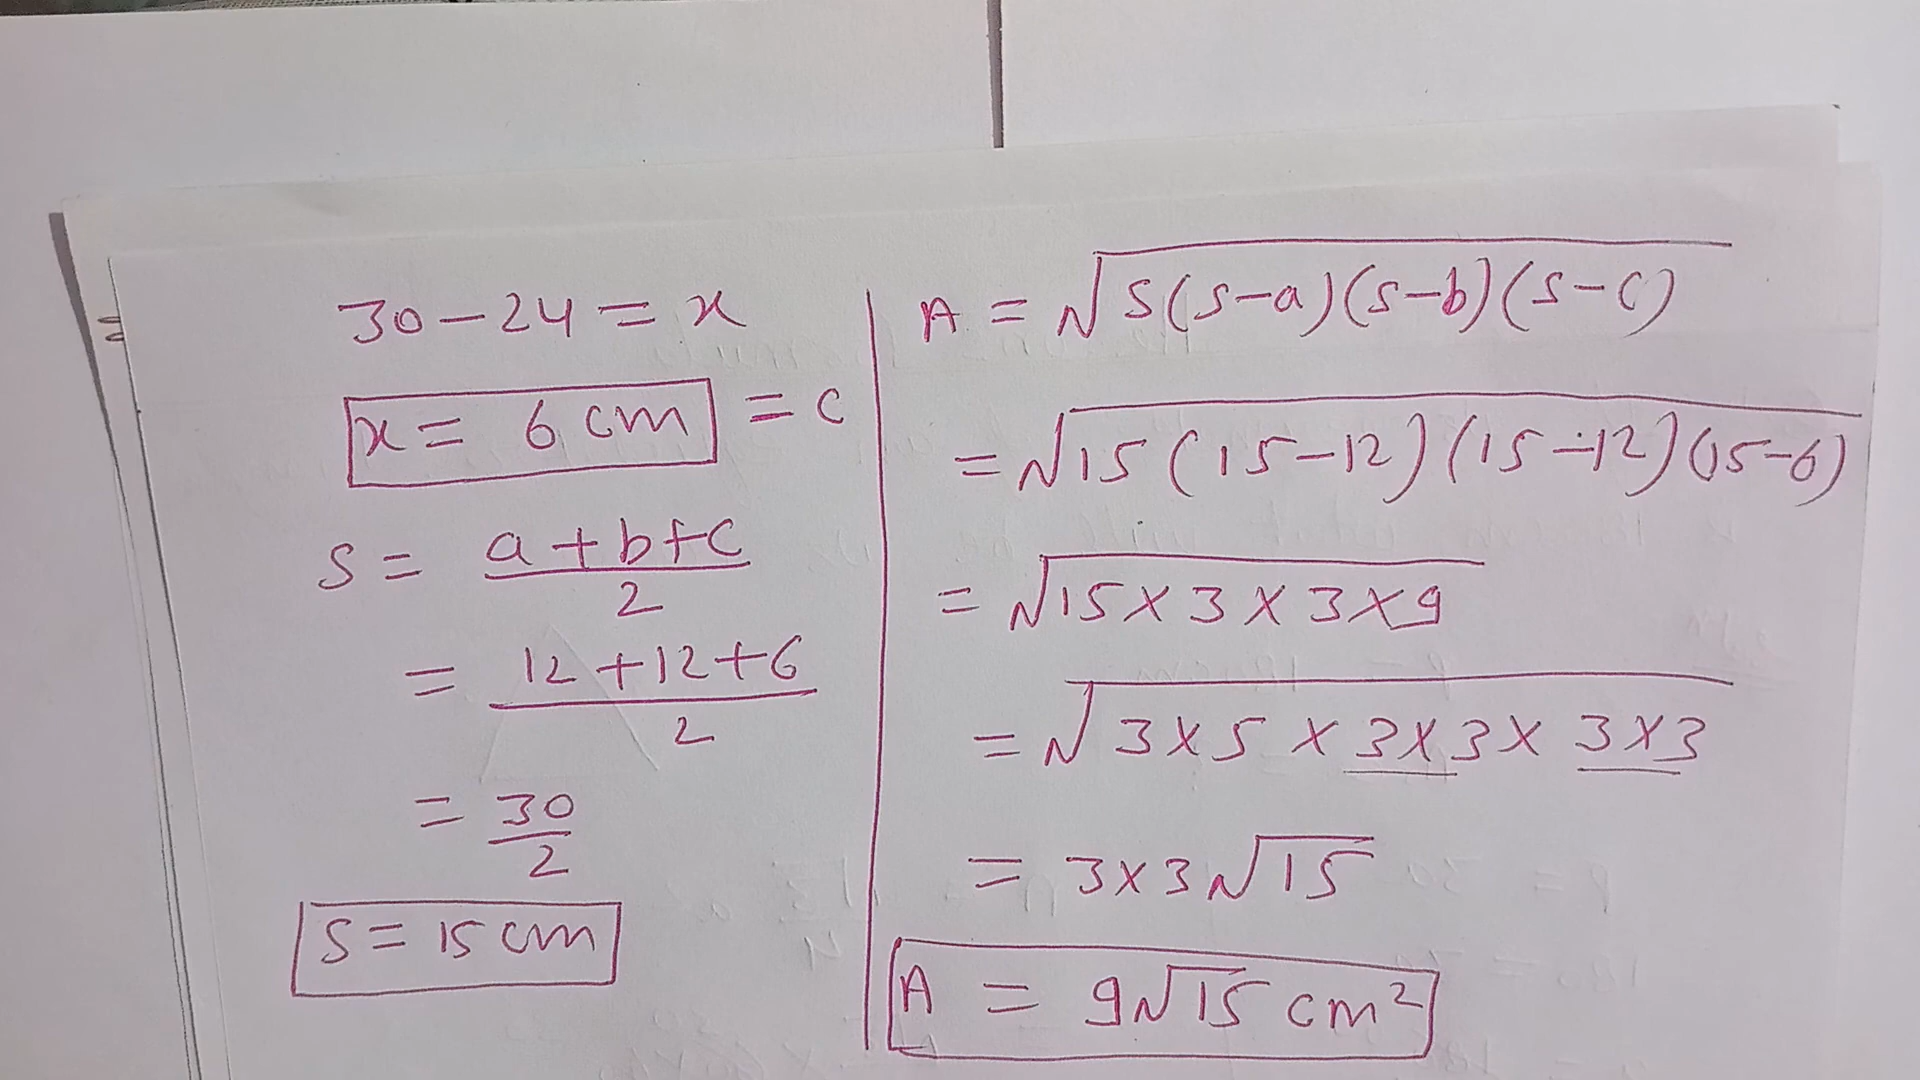 30 - 24 = x
x = 6 cm = c
S = a+b+c
2
= 12+12+6
2
= 30
2
S = 15 cm
A = √S(S-a)(S-b)(S-c)
= √15(15-12)(15-12)(15-6)
= √15×3×3×9
= √3×5×3×3×3×3
= 3×3√15
A = 9√15 cm²